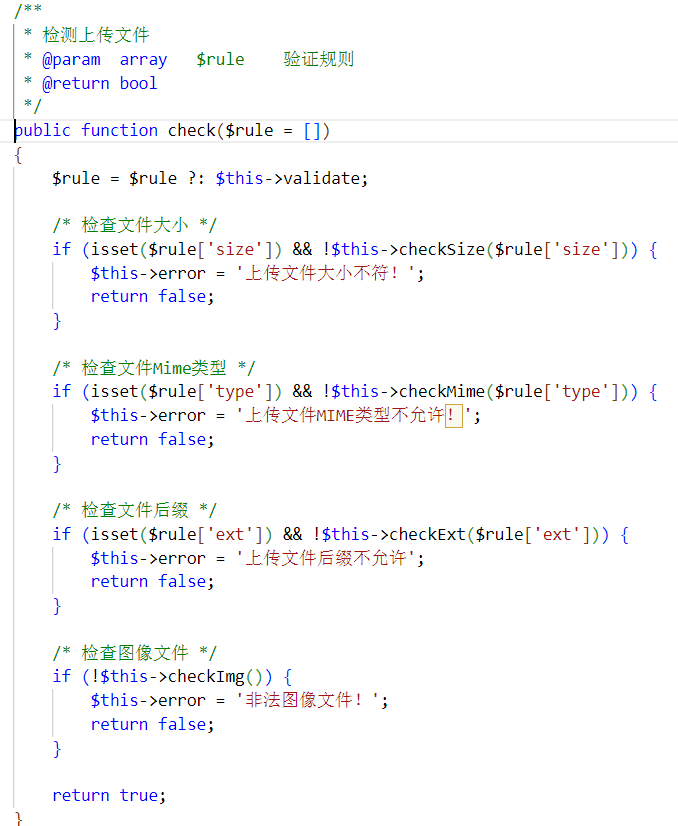 /**
 * 检测上传文件
 * @param  array   $rule    验证规则
 * @return bool
 */
public function check($rule = [])
{
    $rule = $rule ?: $this->validate;

    /* 检查文件大小 */
    if (isset($rule['size']) && !$this->checkSize($rule['size'])) {
        $this->error = '上传文件大小不符！';
        return false;
    }

    /* 检查文件Mime类型 */
    if (isset($rule['type']) && !$this->checkMime($rule['type'])) {
        $this->error = '上传文件MIME类型不允许！';
        return false;
    }

    /* 检查文件后缀 */
    if (isset($rule['ext']) && !$this->checkExt($rule['ext'])) {
        $this->error = '上传文件后缀不允许';
        return false;
    }

    /* 检查图像文件 */
    if (!$this->checkImg()) {
        $this->error = '非法图像文件！';
        return false;
    }

    return true;
}